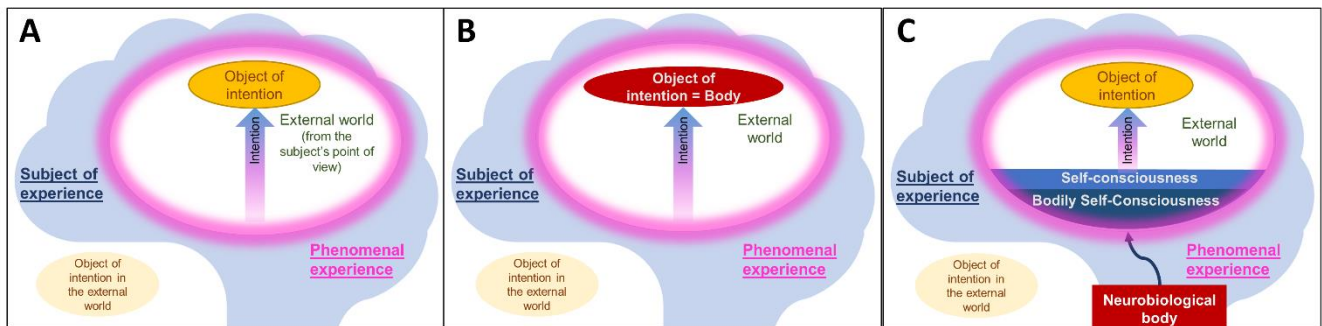 A
Object of
intention
Intention
External world
(from the
subject's point
of view)
Subject of
experience
Phenomenal
experience
Object of
intention in
the external
world
B
Object of
intention = Body
Intention
External
world
Subject of
experience
Phenomenal
experience
Object of
intention in
the external
world
C
Object of
intention
Intention
External
world
Self-consciousness
Bodily Self-Consciousness
Subject of
experience
Phenomenal
experience
Object of
intention in
the external
world
Neurobiological
body